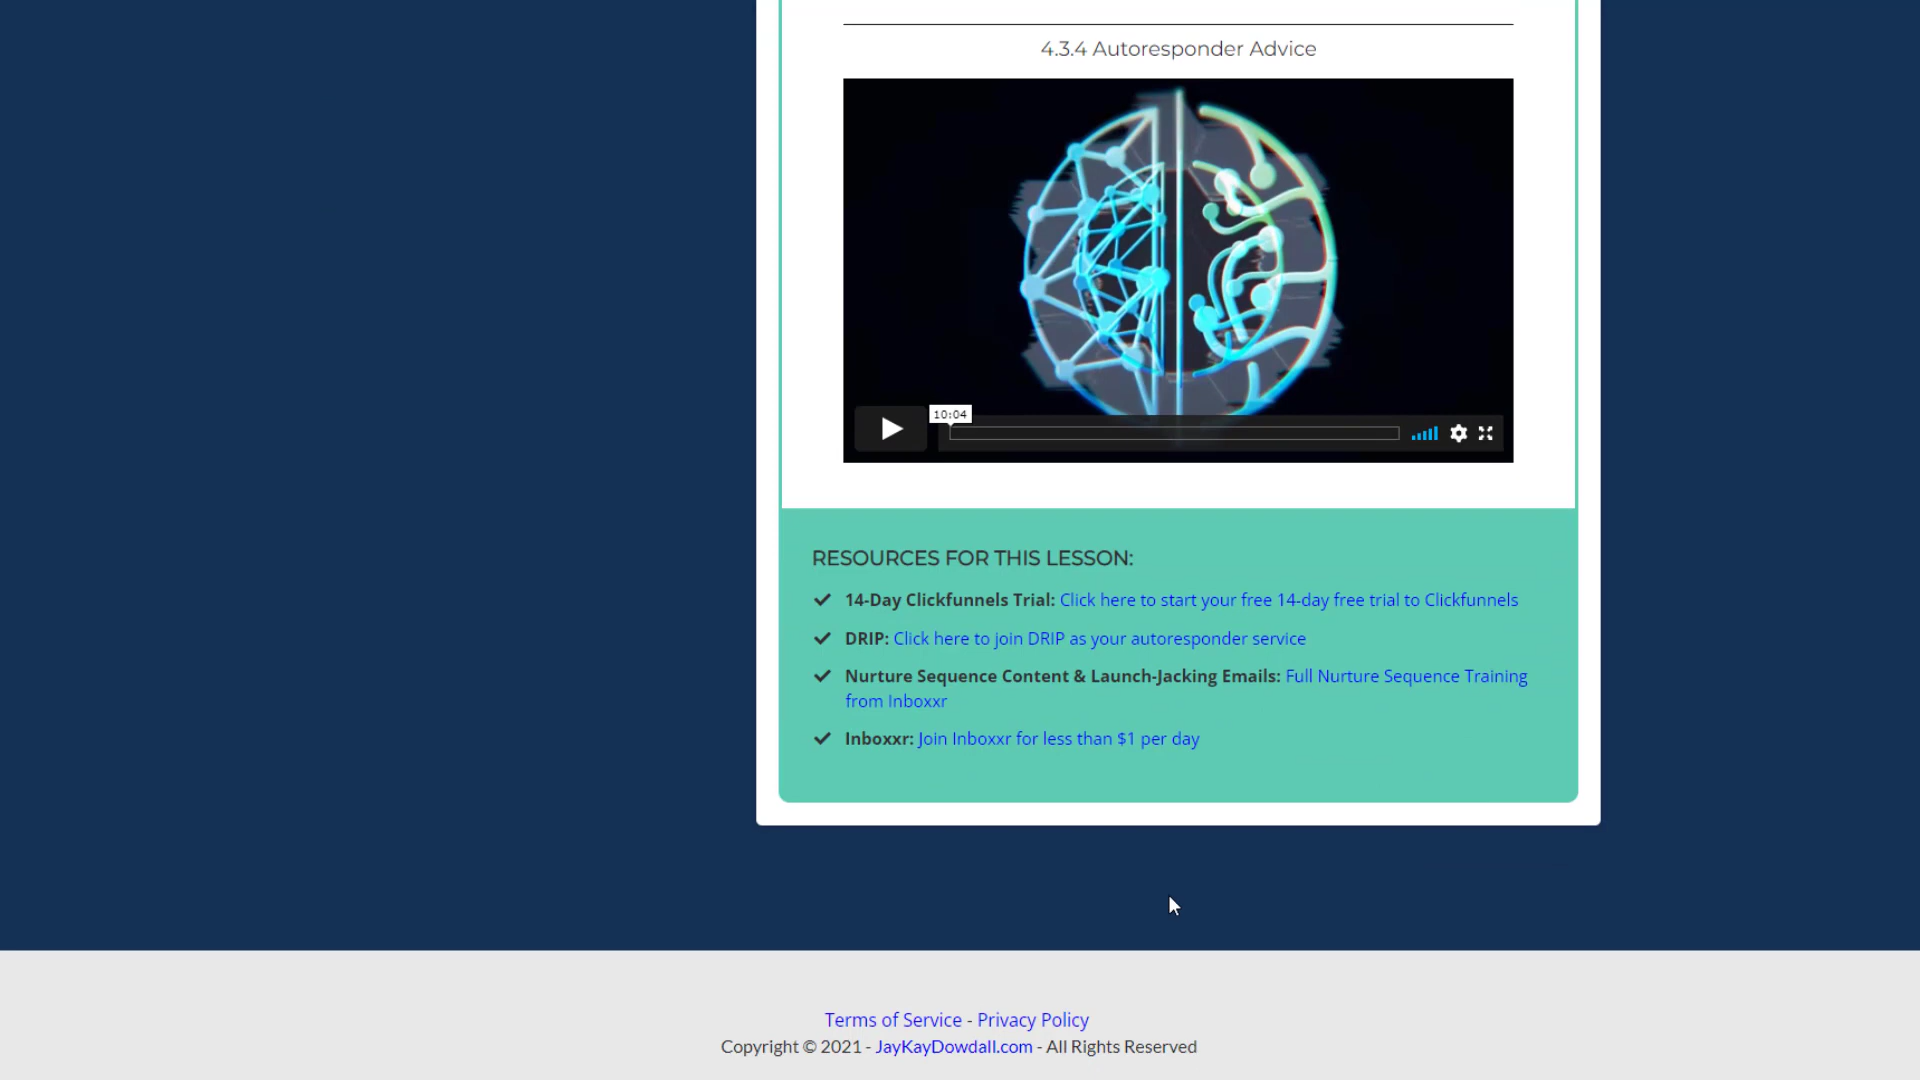 4.3.4 Autoresponder Advice
10:04
RESOURCES FOR THIS LESSON:
14-Day Clickfunnels Trial: Click here to start your free 14-day free trial to Clickfunnels
DRIP: Click here to join DRIP as your autoresponder service
Nurture Sequence Content & Launch-Jacking Emails: Full Nurture Sequence Training
from Inboxxr
Inboxxr: Join Inboxxr for less than $1 per day
Terms of Service - Privacy Policy
Copyright © 2021 - JayKayDowdall.com - All Rights Reserved